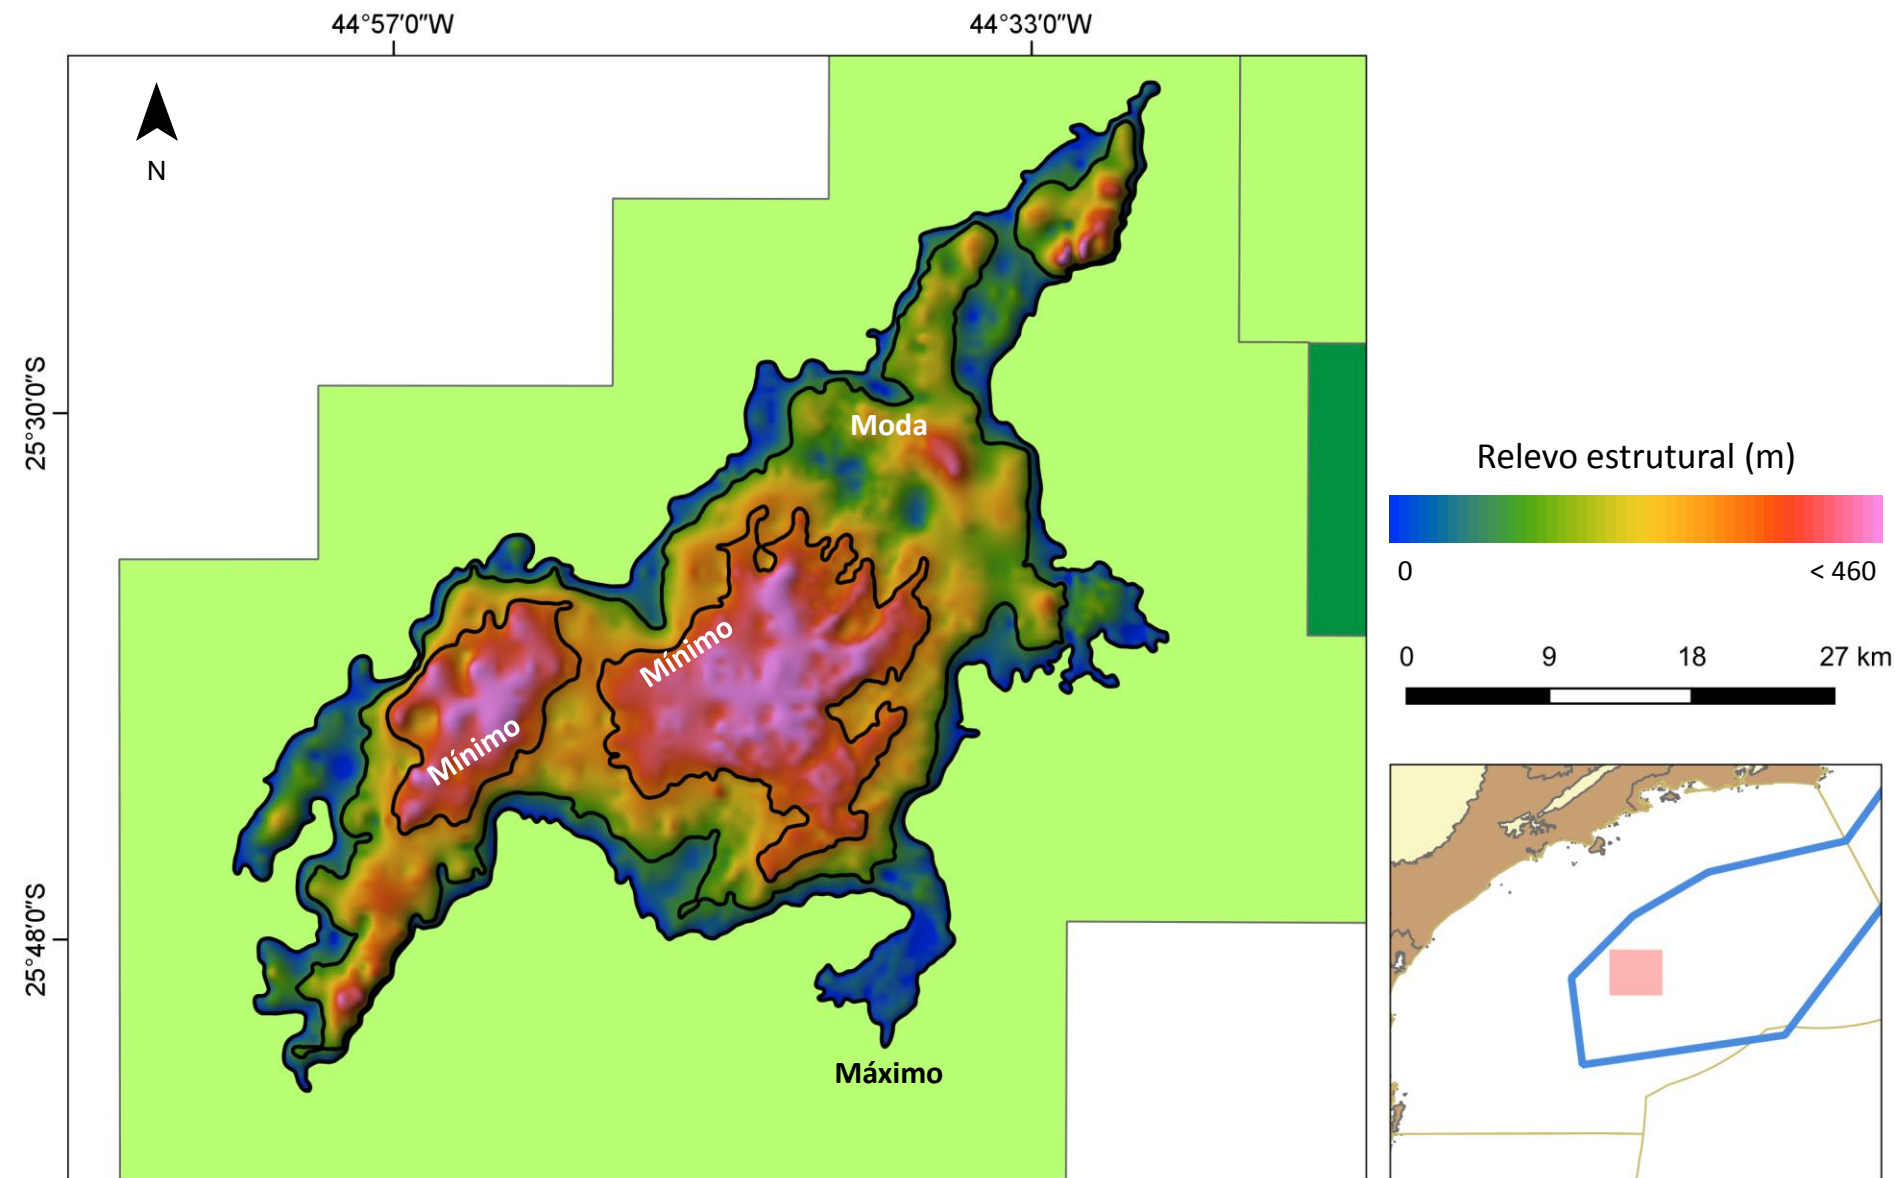 44°57'0"W
44°33'0"W
N
25°30'0"S
25°48'0"S
Moda
Mínimo
Mínimo
Máximo
Relevo estrutural (m)
0
< 460
0
9
18
27 km